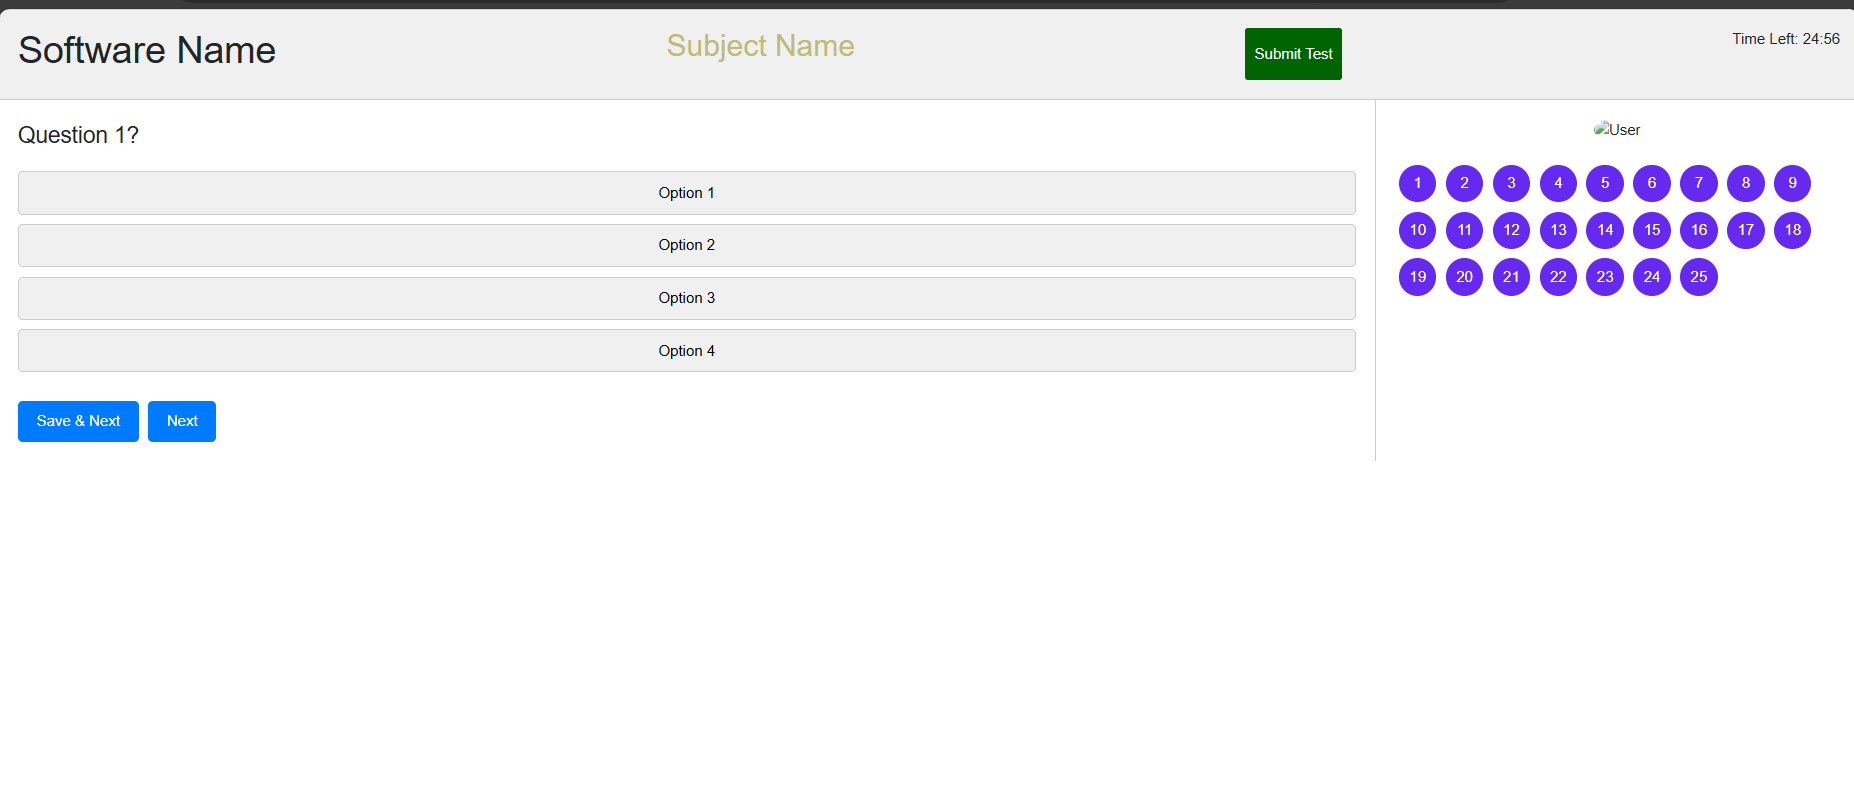 Software Name
Subject Name
Submit Test
Time Left: 24:56
Question 1?
Option 1
Option 2
Option 3
Option 4
Save & Next Next
User
1 2 3 4 5 6 7 8 9
10 11 12 13 14 15 16 17 18
19 20 21 22 23 24 25